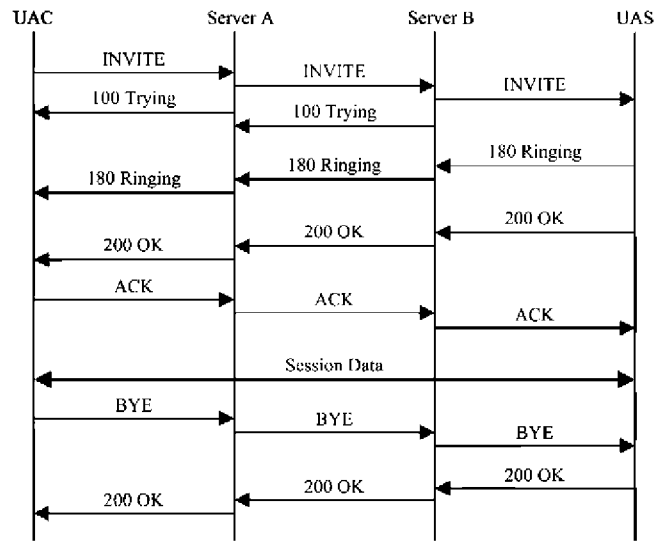 UAC Server A Server B UAS
INVITE
INVITE
INVITE
100 Trying
100 Trying
180 Ringing
180 Ringing
180 Ringing
200 OK
200 OK
200 OK
ACK
ACK
ACK
Session Data
BYE
BYE
BYE
200 OK
200 OK
200 OK